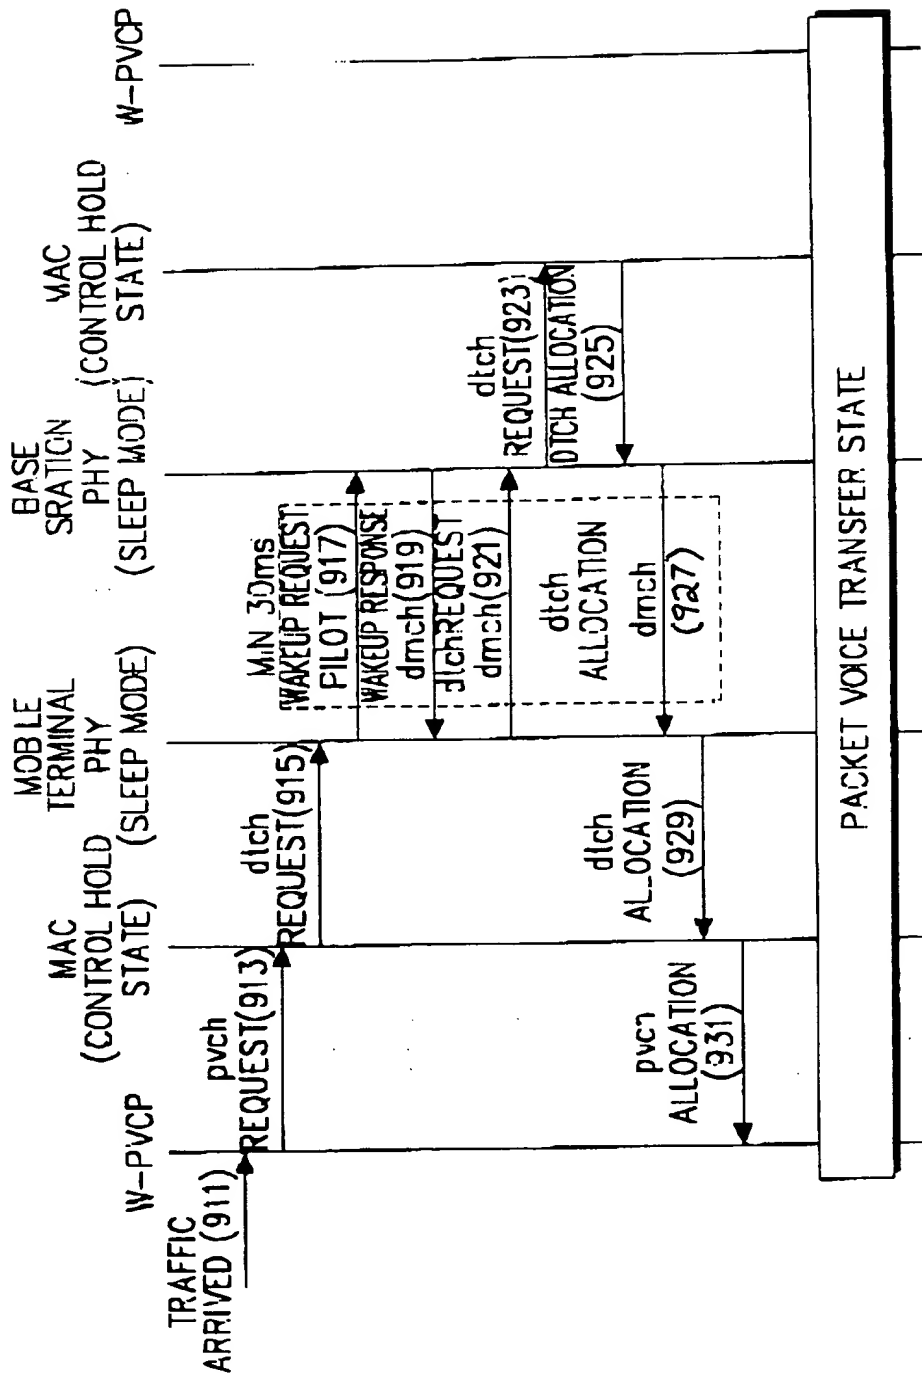 W-PVCP
MAC
(CONTROL HOLD
STATE)
MOBLE
TERMINAL
PHY
(SLEEP MODE)
BASE
SRATION
PHY
(SLEEP MODE)
MAC
(CONTROL HOLD
STATE)
W-PVCP
TRAFFIC
ARRIVED (911)
pvch
REQUEST(913)
dtch
REQUEST(915)
MIN 30ms
WAKEUP REQUEST
PILOT (917)
WAKEUP RESPONSE
dmch(919)
dtchREQUEST
dmch(921)
dtch
REQUEST(923)
DTCH ALLOCATION
(925)
dtch
ALLOCATION
dmch
(927)
dtch
ALLOCATION
(929)
pvch
ALLOCATION
(931)
PACKET VOICE TRANSFER STATE